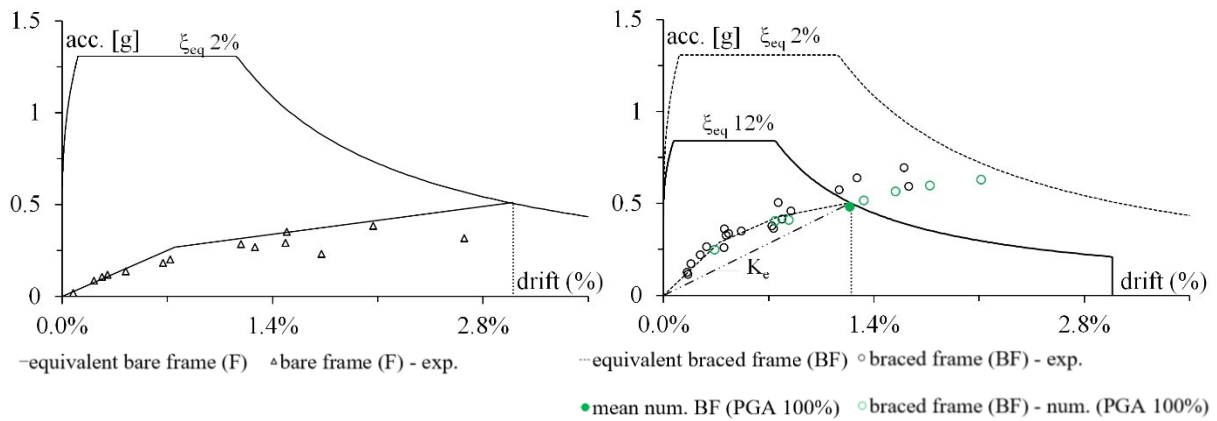 1.5
acc. [g]
ξeq 2%
1
0.5
0
drift (%)
0.0%
1.4%
2.8%
equivalent bare frame (F)
bare frame (F) - exp.
1.5
acc. [g]
ξeq 2%
1
ξeq 12%
0.5
Ke
0
drift (%)
0.0%
1.4%
2.8%
equivalent braced frame (BF)
braced frame (BF) - exp.
mean num. BF (PGA 100%)
braced frame (BF) - num. (PGA 100%)